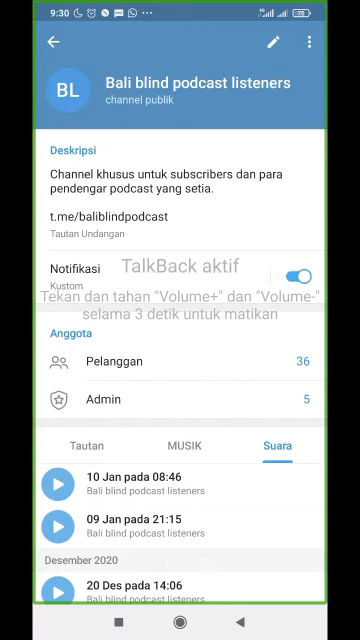 9:30
75
BL
Bali blind podcast listeners
channel publik
Deskripsi
Channel khusus untuk subscribers dan para
pendengar podcast yang setia.
t.me/baliblindpodcast
Tautan Undangan
Notifikasi
Kustom
TalkBack aktif
Tekan dan tahan "Volume+" dan "Volume-"
selama 3 detik untuk matikan
Anggota
Pelanggan 36
Admin 5
Tautan MUSIK Suara
10 Jan pada 08:46
Bali blind podcast listeners
09 Jan pada 21:15
Bali blind podcast listeners
Desember 2020
20 Des pada 14:06
Bali blind podcast listeners